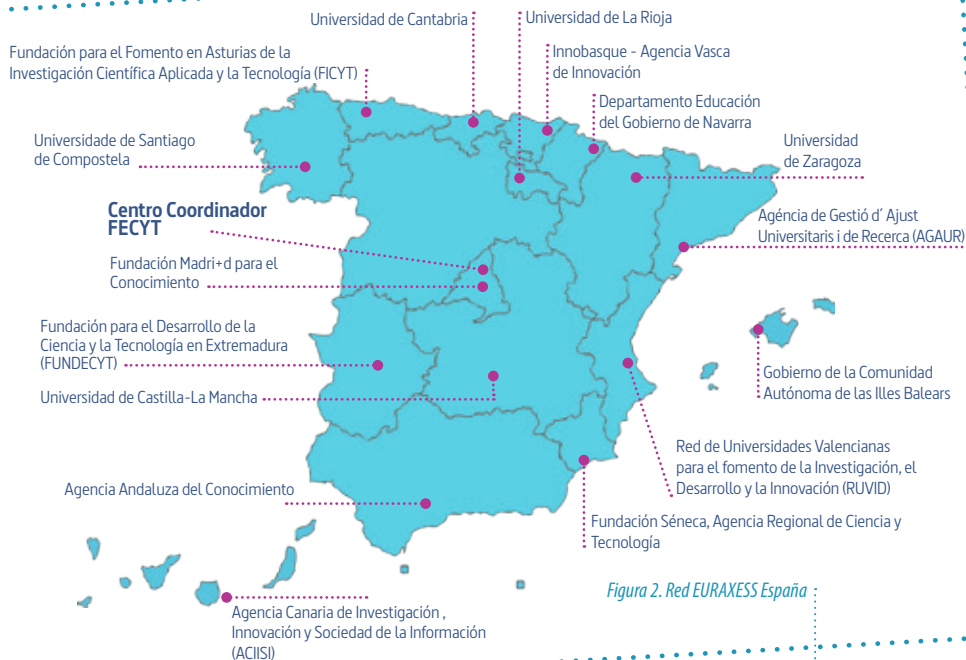 Universidad de Cantabria
Universidad de La Rioja
Fundación para el Fomento en Asturias de la
Investigación Científica Aplicada y la Tecnología (FICYT)
Innobasque - Agencia Vasca
de Innovación
Departamento Educación
del Gobierno de Navarra
Universidade de Santiago
de Compostela
Universidad
de Zaragoza
Centro Coordinador
FECYT
Agéncia de Gestió d´ Ajust
Universitaris i de Recerca (AGAUR)
Fundación Madri+d para el
Conocimiento
Fundación para el Desarrollo de la
Ciencia y la Tecnología en Extremadura
(FUNDECYT)
Gobierno de la Comunidad
Autónoma de las Illes Balears
Universidad de Castilla-La Mancha
Red de Universidades Valencianas
para el fomento de la Investigación, el
Desarrollo y la Innovación (RUVID)
Agencia Andaluza del Conocimiento
Fundación Séneca, Agencia Regional de Ciencia y
Tecnología
Figura 2. Red EURAXESS España
Agencia Canaria de Investigación ,
Innovación y Sociedad de la Información
(ACIISI)